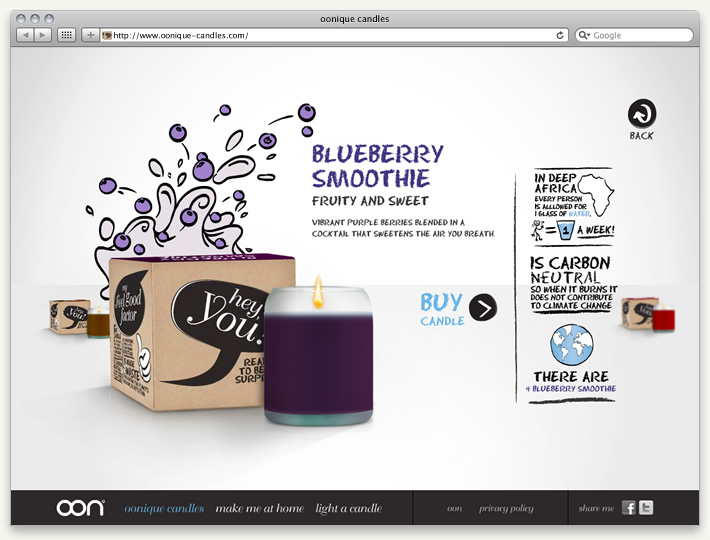 oonique candles
http://www.oonique-candles.com/
Google
BACK
BLUEBERRY
SMOOTHIE
FRUITY AND SWEET
VIBRANT PURPLE BERRIES BLENDED IN A
COCKTAIL THAT SWEETENS THE AIR YOU BREATH.
IN DEEP
AFRICA
EVERY PERSON
IS ALLOWED FOR
1 GLASS OF WATER.
= 1 A WEEK!
IS CARBON
NEUTRAL
SO WHEN IT BURNS IT
DOES NOT CONTRIBUTE
TO CLIMATE CHANGE
THERE ARE
4 BLUEBERRY SMOOTHIE
BUY
CANDLE
my
feel good
factor
hey,
you!
READ
TO BE
SURPR
WASTE
hey,
you!
oon
oonique candles make me at home light a candle
oon privacy policy
share me